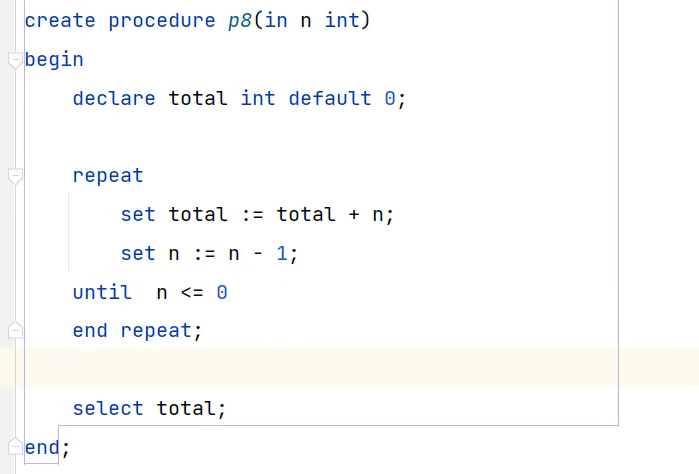 create procedure p8(in n int)
begin
    declare total int default 0;
    repeat
        set total := total + n;
        set n := n - 1;
    until  n <= 0
    end repeat;
    select total;
end;